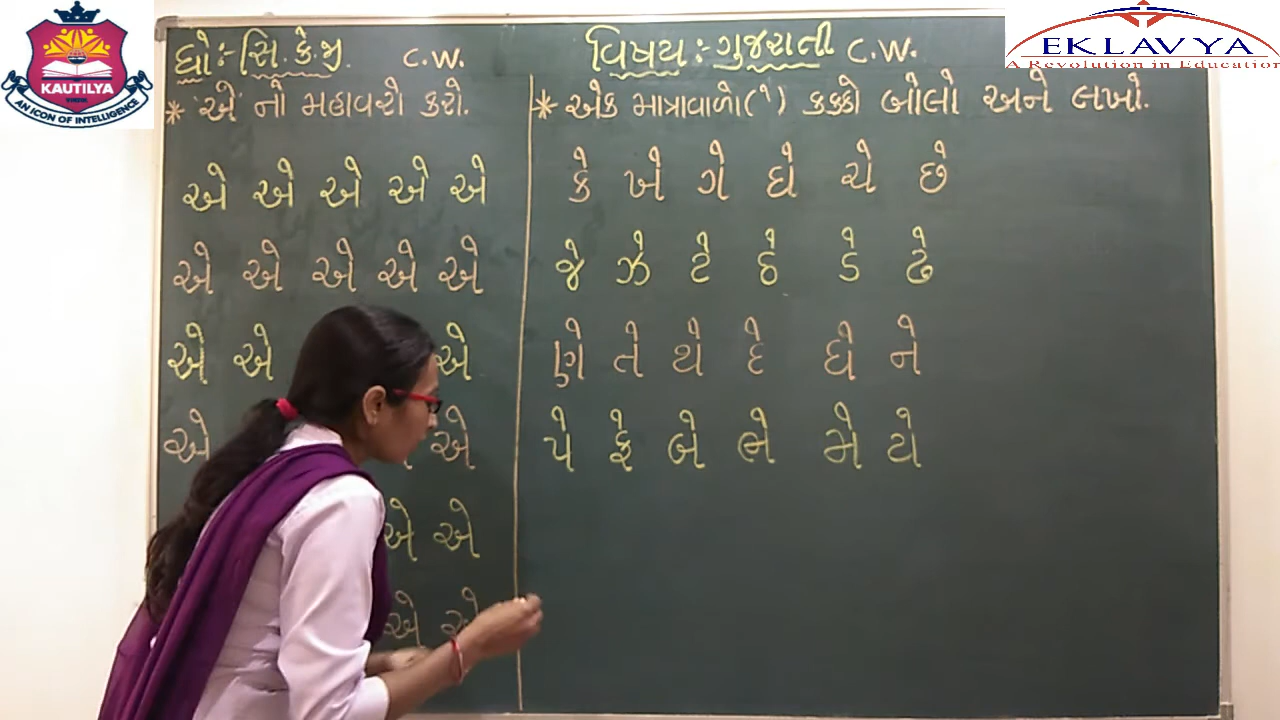 KAUTILYA
AN ICON OF INTELLIGENCE
EKLAVYA
A Revolution in Education
ધો:- સિ. કે. જી. C.W.
* 'એ' નો મહાવરો કરો.
એ એ એ એ એ
એ એ એ એ એ
એ એ એ
એ એ
એ એ
એ એ
વિષય :- ગુજરાતી C.W.
* એક માત્રાવાળો (ે) કક્કો બોલો અને લખો.
કે ખે ગે ઘે ચે છે
જે ઝે ટે ઠે ડે ઢે
ણે તે થે દે ધે ને
પે ફે બે ભે મે યે